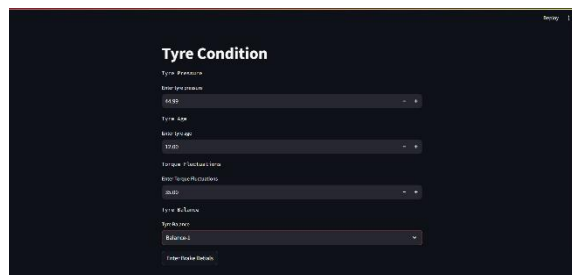 Deploy
Tyre Condition
Tyre Pressure
Enter tyre pressure
44.99
Tyre Age
Enter tyre age
17.00
Torque Fluctuations
Enter Torque Fluctuations
35.00
Tyre Balance
Tyre Balance
Balance-1
Enter Brake Details